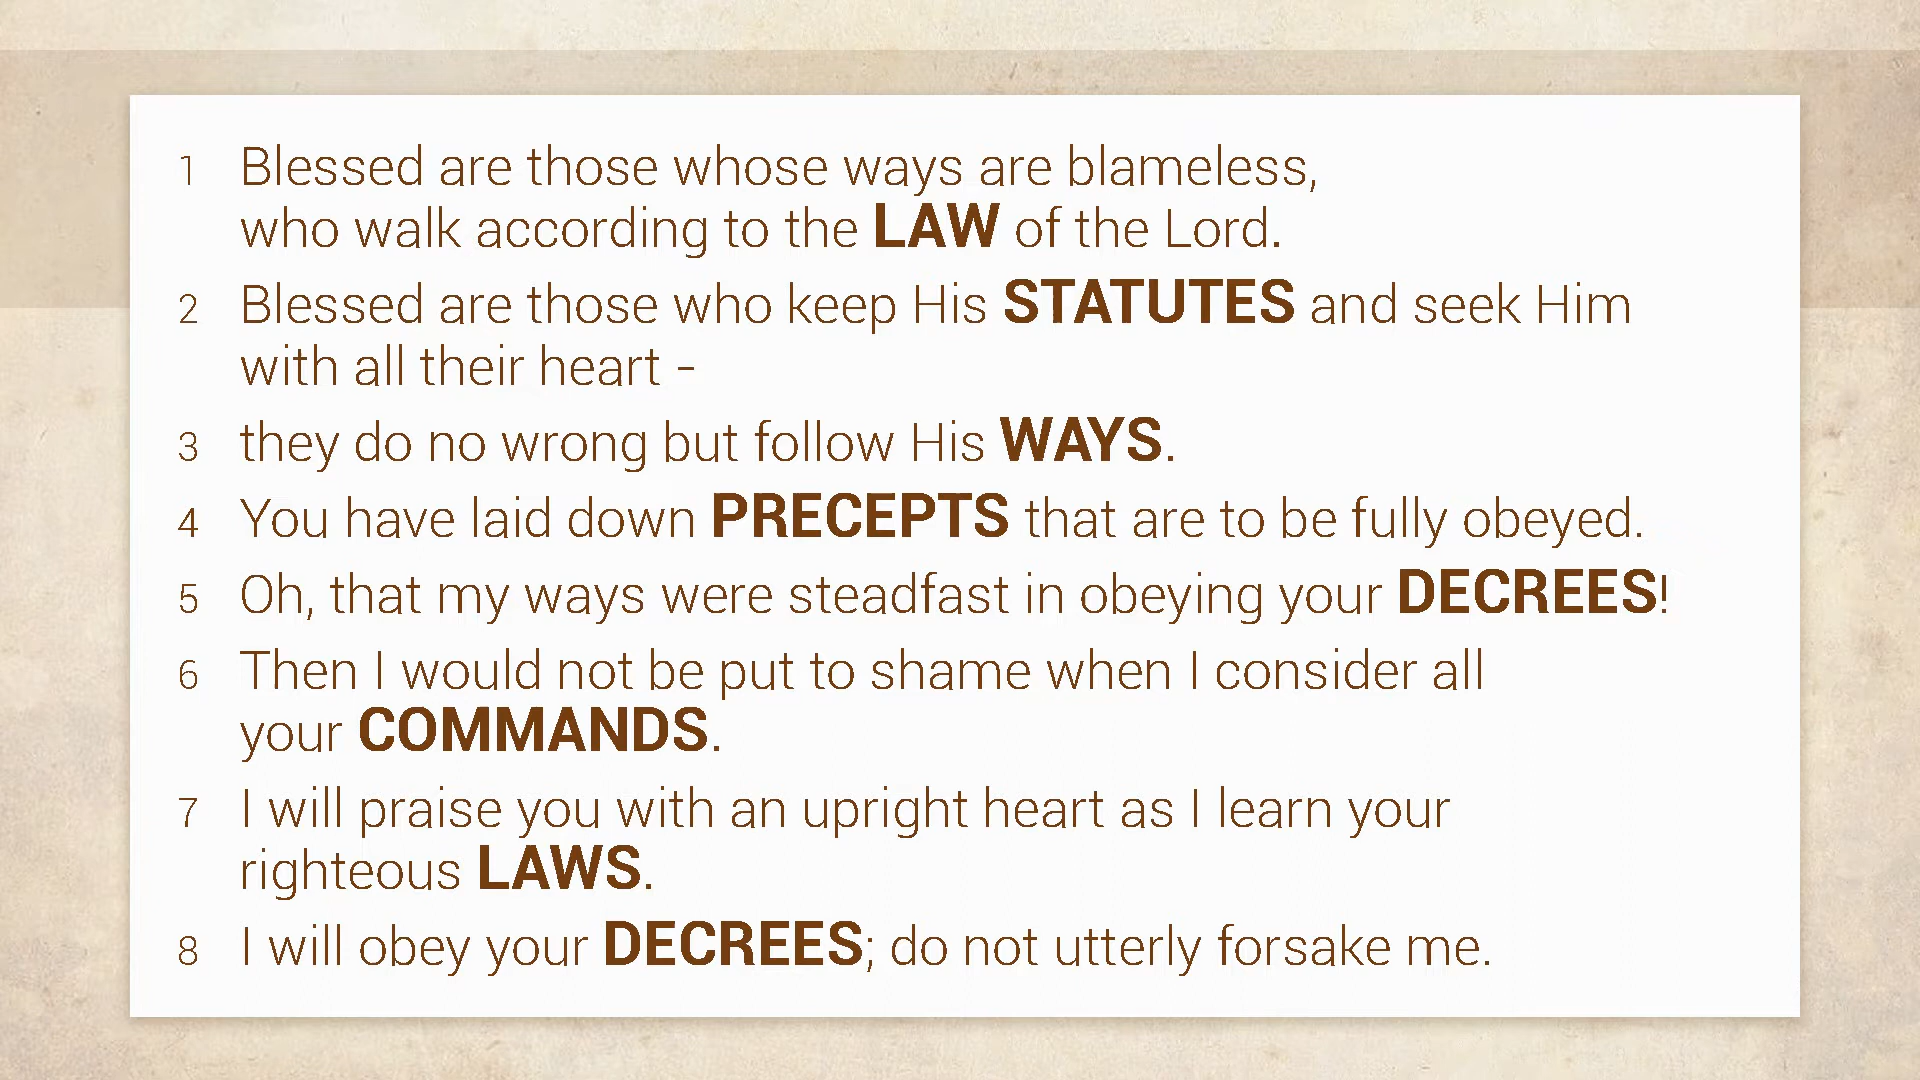 1 Blessed are those whose ways are blameless,
who walk according to the LAW of the Lord.
2 Blessed are those who keep His STATUTES and seek Him
with all their heart -
3 they do no wrong but follow His WAYS.
4 You have laid down PRECEPTS that are to be fully obeyed.
5 Oh, that my ways were steadfast in obeying your DECREES!
6 Then I would not be put to shame when I consider all
your COMMANDS.
7 I will praise you with an upright heart as I learn your
righteous LAWS.
8 I will obey your DECREES; do not utterly forsake me.